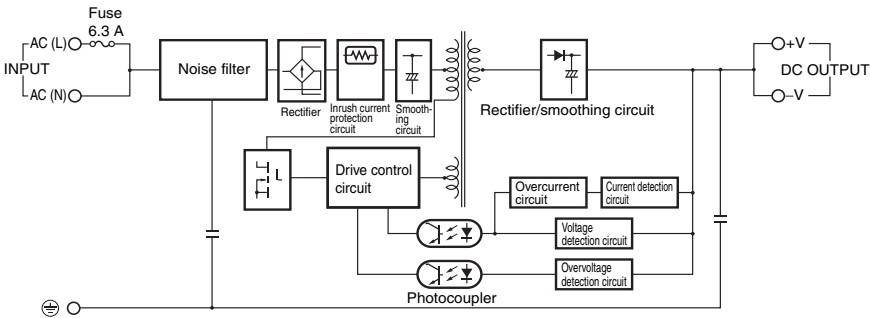 Fuse
6.3 A
AC (L)
INPUT
AC (N)
Noise filter
Rectifier
Inrush current
protection
circuit
Smooth-
ing
circuit
Rectifier/smoothing circuit
+V
DC OUTPUT
–V
Drive control
circuit
Overcurrent
circuit
Current detection
circuit
Voltage
detection circuit
Overvoltage
detection circuit
Photocoupler